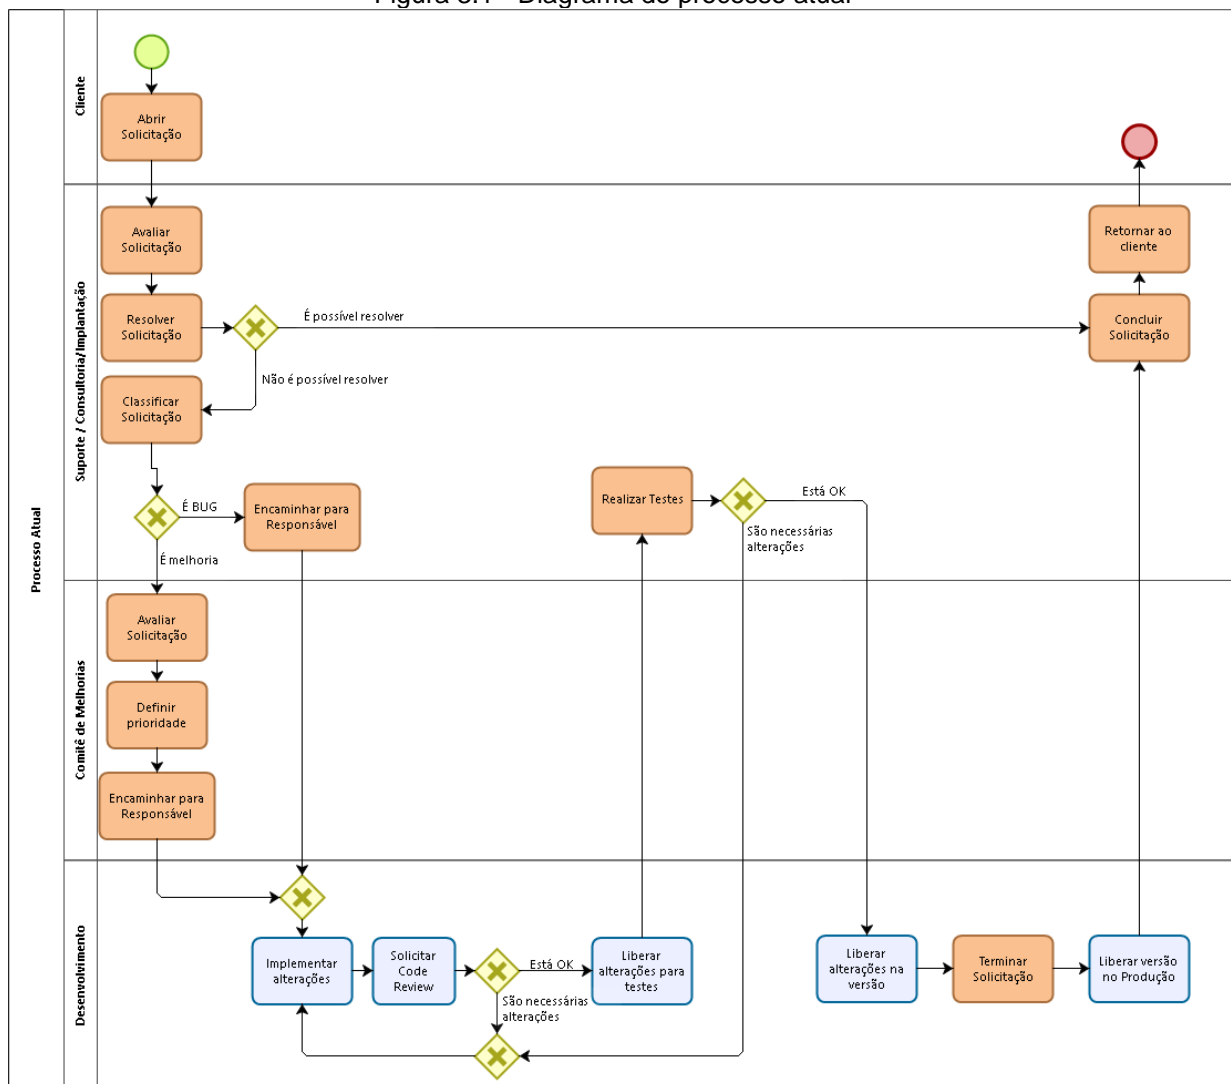 Figura 3.4 - Diagrama do processo atual
Processo Atual
Cliente
Abrir
Solicitação
Suporte / Consultoria/Implantação
Avaliar
Solicitação
Retornar ao
cliente
Resolver
Solicitação
É possível resolver
Concluir
Solicitação
Não é possível resolver
Classificar
Solicitação
É BUG
Encaminhar para
Responsável
É melhoria
Realizar Testes
Está OK
São necessárias
alterações
Comitê de Melhorias
Avaliar
Solicitação
Definir
prioridade
Encaminhar para
Responsável
Desenvolvimento
Implementar
alterações
Solicitar
Code
Review
Está OK
São necessárias
alterações
Liberar
alterações para
testes
Liberar
alterações na
versão
Terminar
Solicitação
Liberar versão
no Produção